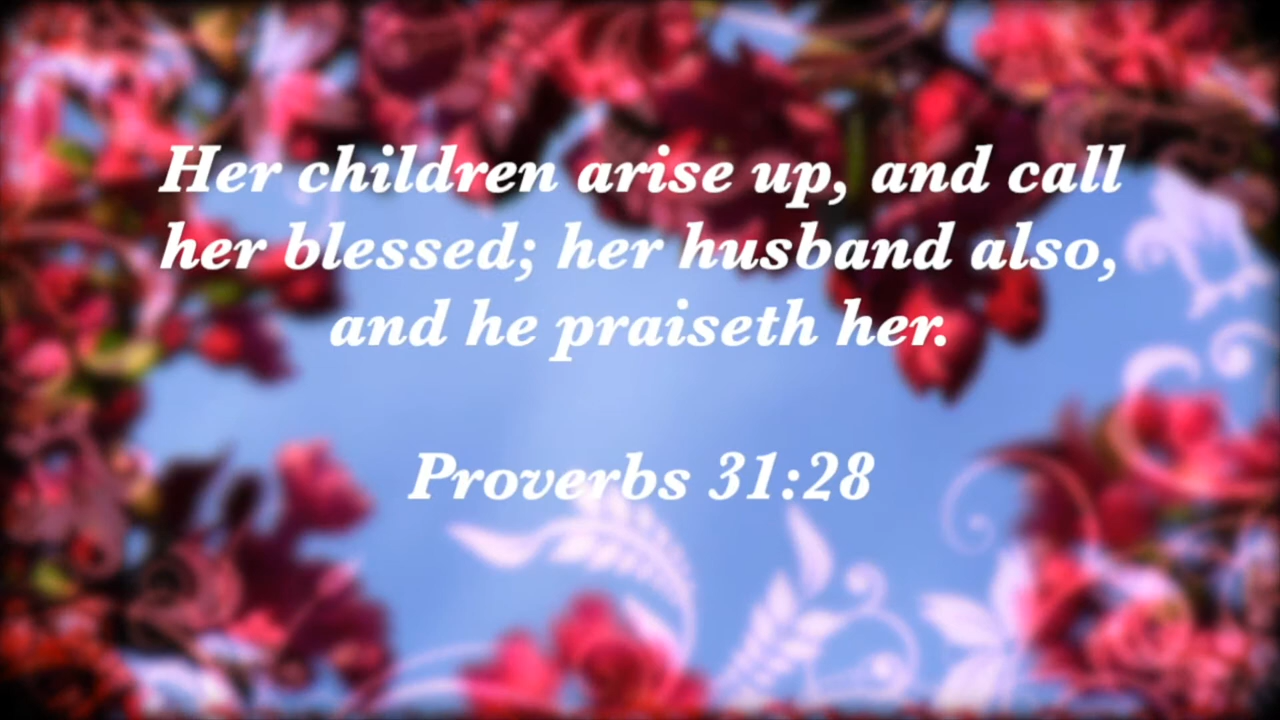 Her children arise up, and call
her blessed; her husband also,
and he praiseth her.
Proverbs 31:28